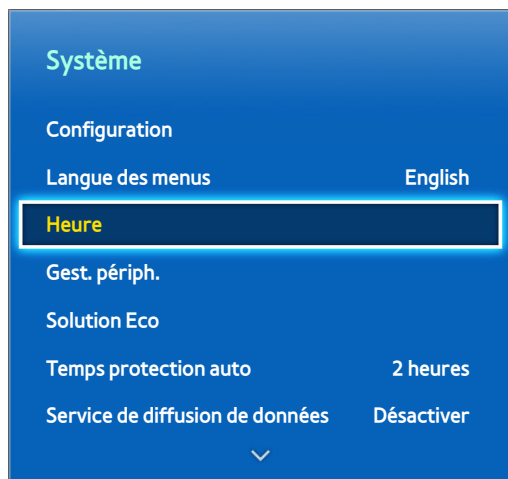 Système
Configuration
Langue des menus English
Heure
Gest. périph.
Solution Eco
Temps protection auto 2 heures
Service de diffusion de données Désactiver